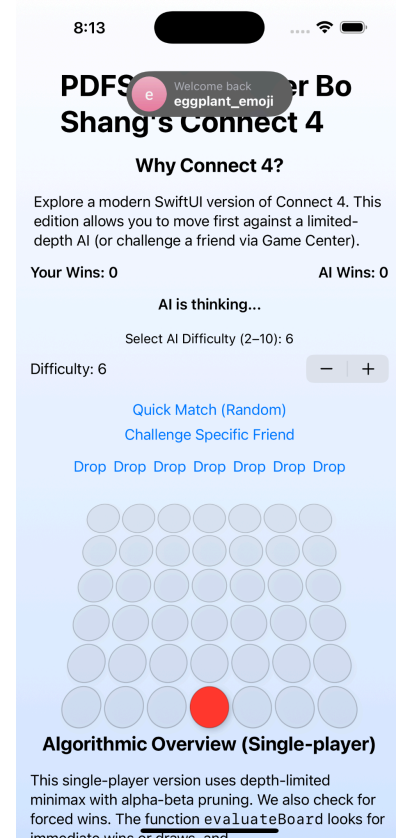 8:13
PDFS er Bo
e
Welcome back
eggplant_emoji
Shang's Connect 4
Why Connect 4?
Explore a modern SwiftUI version of Connect 4. This
edition allows you to move first against a limited-
depth AI (or challenge a friend via Game Center).
Your Wins: 0 AI Wins: 0
AI is thinking...
Select AI Difficulty (2–10): 6
Difficulty: 6 − +
Quick Match (Random)
Challenge Specific Friend
Drop Drop Drop Drop Drop Drop Drop
Algorithmic Overview (Single-player)
This single-player version uses depth-limited
minimax with alpha-beta pruning. We also check for
forced wins. The function evaluateBoard looks for
immediate wins or draws, and